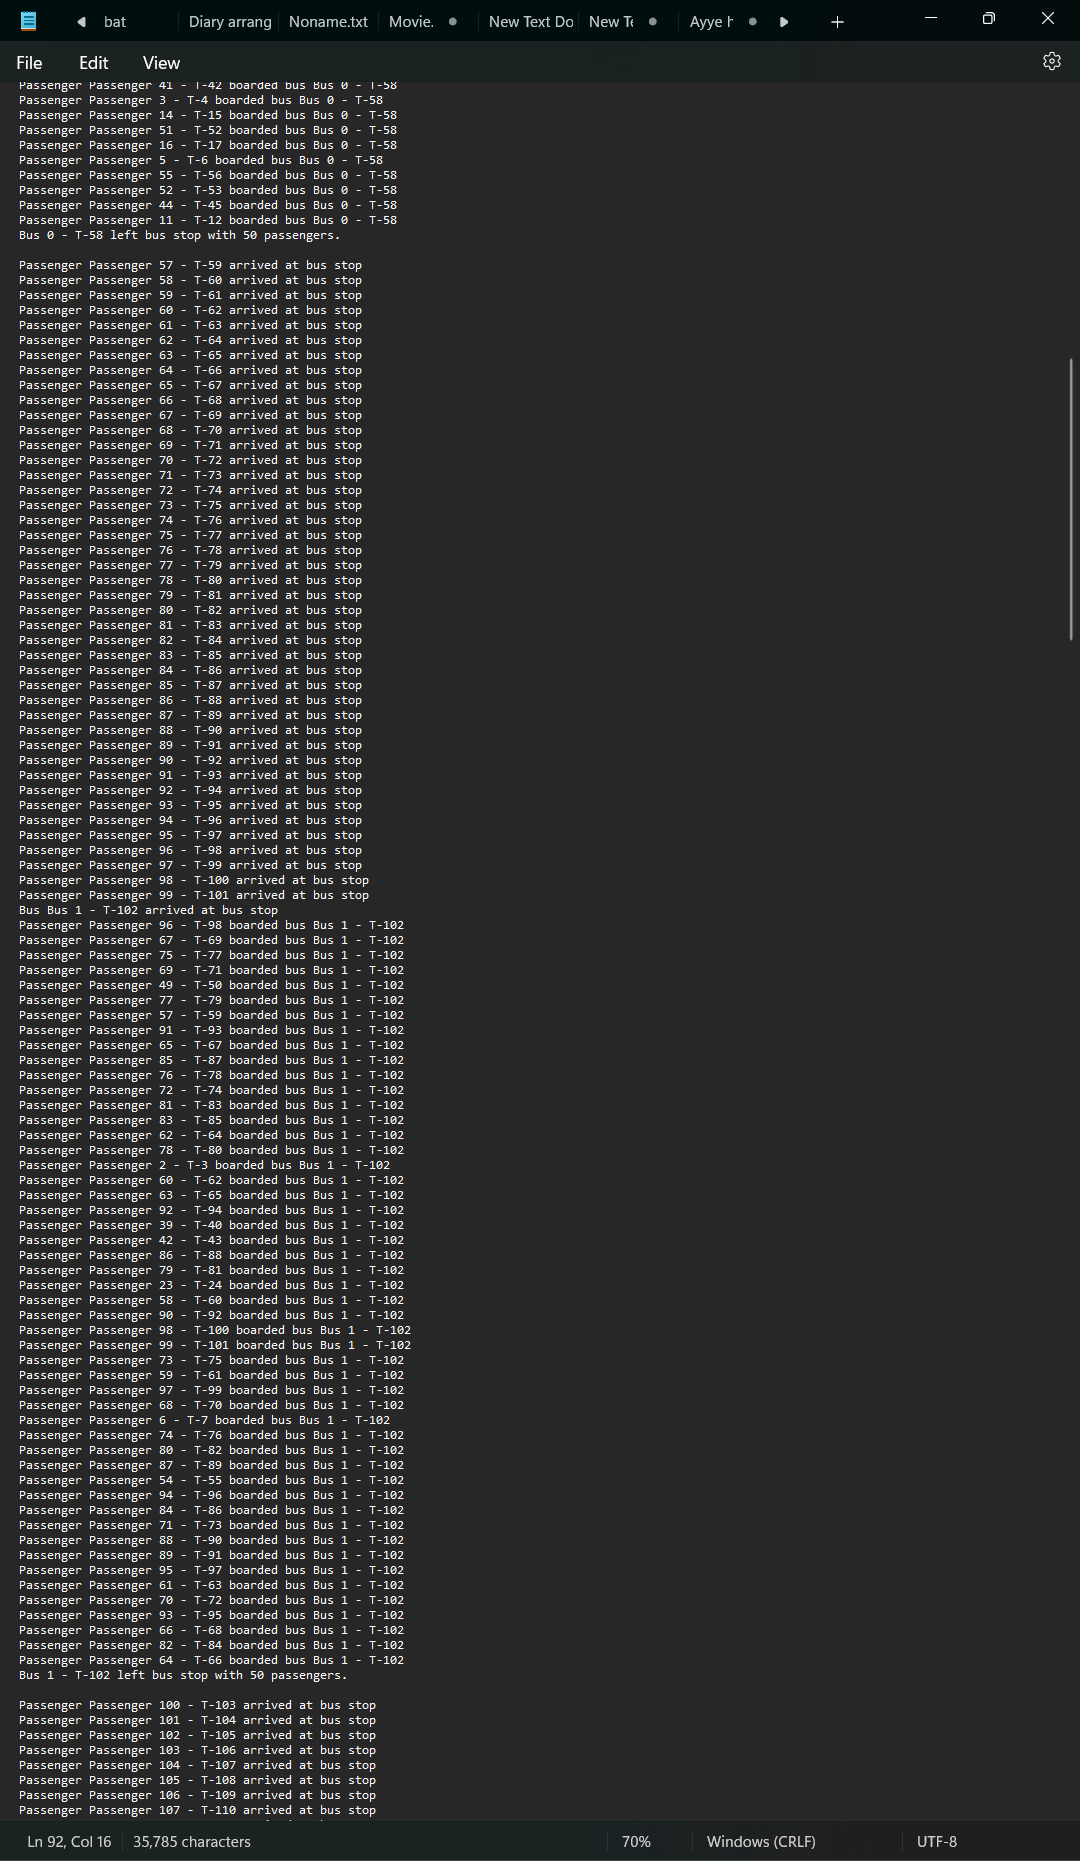 bat Diary arrang Noname.txt Movie. New Text Do New Te Ayye h
File Edit View
Passenger Passenger 41 - T-42 boarded bus Bus 0 - T-58
Passenger Passenger 3 - T-4 boarded bus Bus 0 - T-58
Passenger Passenger 14 - T-15 boarded bus Bus 0 - T-58
Passenger Passenger 51 - T-52 boarded bus Bus 0 - T-58
Passenger Passenger 16 - T-17 boarded bus Bus 0 - T-58
Passenger Passenger 5 - T-6 boarded bus Bus 0 - T-58
Passenger Passenger 55 - T-56 boarded bus Bus 0 - T-58
Passenger Passenger 52 - T-53 boarded bus Bus 0 - T-58
Passenger Passenger 44 - T-45 boarded bus Bus 0 - T-58
Passenger Passenger 11 - T-12 boarded bus Bus 0 - T-58
Bus 0 - T-58 left bus stop with 50 passengers.
Passenger Passenger 57 - T-59 arrived at bus stop
Passenger Passenger 58 - T-60 arrived at bus stop
Passenger Passenger 59 - T-61 arrived at bus stop
Passenger Passenger 60 - T-62 arrived at bus stop
Passenger Passenger 61 - T-63 arrived at bus stop
Passenger Passenger 62 - T-64 arrived at bus stop
Passenger Passenger 63 - T-65 arrived at bus stop
Passenger Passenger 64 - T-66 arrived at bus stop
Passenger Passenger 65 - T-67 arrived at bus stop
Passenger Passenger 66 - T-68 arrived at bus stop
Passenger Passenger 67 - T-69 arrived at bus stop
Passenger Passenger 68 - T-70 arrived at bus stop
Passenger Passenger 69 - T-71 arrived at bus stop
Passenger Passenger 70 - T-72 arrived at bus stop
Passenger Passenger 71 - T-73 arrived at bus stop
Passenger Passenger 72 - T-74 arrived at bus stop
Passenger Passenger 73 - T-75 arrived at bus stop
Passenger Passenger 74 - T-76 arrived at bus stop
Passenger Passenger 75 - T-77 arrived at bus stop
Passenger Passenger 76 - T-78 arrived at bus stop
Passenger Passenger 77 - T-79 arrived at bus stop
Passenger Passenger 78 - T-80 arrived at bus stop
Passenger Passenger 79 - T-81 arrived at bus stop
Passenger Passenger 80 - T-82 arrived at bus stop
Passenger Passenger 81 - T-83 arrived at bus stop
Passenger Passenger 82 - T-84 arrived at bus stop
Passenger Passenger 83 - T-85 arrived at bus stop
Passenger Passenger 84 - T-86 arrived at bus stop
Passenger Passenger 85 - T-87 arrived at bus stop
Passenger Passenger 86 - T-88 arrived at bus stop
Passenger Passenger 87 - T-89 arrived at bus stop
Passenger Passenger 88 - T-90 arrived at bus stop
Passenger Passenger 89 - T-91 arrived at bus stop
Passenger Passenger 90 - T-92 arrived at bus stop
Passenger Passenger 91 - T-93 arrived at bus stop
Passenger Passenger 92 - T-94 arrived at bus stop
Passenger Passenger 93 - T-95 arrived at bus stop
Passenger Passenger 94 - T-96 arrived at bus stop
Passenger Passenger 95 - T-97 arrived at bus stop
Passenger Passenger 96 - T-98 arrived at bus stop
Passenger Passenger 97 - T-99 arrived at bus stop
Passenger Passenger 98 - T-100 arrived at bus stop
Passenger Passenger 99 - T-101 arrived at bus stop
Bus Bus 1 - T-102 arrived at bus stop
Passenger Passenger 96 - T-98 boarded bus Bus 1 - T-102
Passenger Passenger 67 - T-69 boarded bus Bus 1 - T-102
Passenger Passenger 75 - T-77 boarded bus Bus 1 - T-102
Passenger Passenger 69 - T-71 boarded bus Bus 1 - T-102
Passenger Passenger 49 - T-50 boarded bus Bus 1 - T-102
Passenger Passenger 77 - T-79 boarded bus Bus 1 - T-102
Passenger Passenger 57 - T-59 boarded bus Bus 1 - T-102
Passenger Passenger 91 - T-93 boarded bus Bus 1 - T-102
Passenger Passenger 65 - T-67 boarded bus Bus 1 - T-102
Passenger Passenger 85 - T-87 boarded bus Bus 1 - T-102
Passenger Passenger 76 - T-78 boarded bus Bus 1 - T-102
Passenger Passenger 72 - T-74 boarded bus Bus 1 - T-102
Passenger Passenger 81 - T-83 boarded bus Bus 1 - T-102
Passenger Passenger 83 - T-85 boarded bus Bus 1 - T-102
Passenger Passenger 62 - T-64 boarded bus Bus 1 - T-102
Passenger Passenger 78 - T-80 boarded bus Bus 1 - T-102
Passenger Passenger 2 - T-3 boarded bus Bus 1 - T-102
Passenger Passenger 60 - T-62 boarded bus Bus 1 - T-102
Passenger Passenger 63 - T-65 boarded bus Bus 1 - T-102
Passenger Passenger 92 - T-94 boarded bus Bus 1 - T-102
Passenger Passenger 39 - T-40 boarded bus Bus 1 - T-102
Passenger Passenger 42 - T-43 boarded bus Bus 1 - T-102
Passenger Passenger 86 - T-88 boarded bus Bus 1 - T-102
Passenger Passenger 79 - T-81 boarded bus Bus 1 - T-102
Passenger Passenger 23 - T-24 boarded bus Bus 1 - T-102
Passenger Passenger 58 - T-60 boarded bus Bus 1 - T-102
Passenger Passenger 90 - T-92 boarded bus Bus 1 - T-102
Passenger Passenger 98 - T-100 boarded bus Bus 1 - T-102
Passenger Passenger 99 - T-101 boarded bus Bus 1 - T-102
Passenger Passenger 73 - T-75 boarded bus Bus 1 - T-102
Passenger Passenger 59 - T-61 boarded bus Bus 1 - T-102
Passenger Passenger 97 - T-99 boarded bus Bus 1 - T-102
Passenger Passenger 68 - T-70 boarded bus Bus 1 - T-102
Passenger Passenger 6 - T-7 boarded bus Bus 1 - T-102
Passenger Passenger 74 - T-76 boarded bus Bus 1 - T-102
Passenger Passenger 80 - T-82 boarded bus Bus 1 - T-102
Passenger Passenger 87 - T-89 boarded bus Bus 1 - T-102
Passenger Passenger 54 - T-55 boarded bus Bus 1 - T-102
Passenger Passenger 94 - T-96 boarded bus Bus 1 - T-102
Passenger Passenger 84 - T-86 boarded bus Bus 1 - T-102
Passenger Passenger 71 - T-73 boarded bus Bus 1 - T-102
Passenger Passenger 88 - T-90 boarded bus Bus 1 - T-102
Passenger Passenger 89 - T-91 boarded bus Bus 1 - T-102
Passenger Passenger 95 - T-97 boarded bus Bus 1 - T-102
Passenger Passenger 61 - T-63 boarded bus Bus 1 - T-102
Passenger Passenger 70 - T-72 boarded bus Bus 1 - T-102
Passenger Passenger 93 - T-95 boarded bus Bus 1 - T-102
Passenger Passenger 66 - T-68 boarded bus Bus 1 - T-102
Passenger Passenger 82 - T-84 boarded bus Bus 1 - T-102
Passenger Passenger 64 - T-66 boarded bus Bus 1 - T-102
Bus 1 - T-102 left bus stop with 50 passengers.
Passenger Passenger 100 - T-103 arrived at bus stop
Passenger Passenger 101 - T-104 arrived at bus stop
Passenger Passenger 102 - T-105 arrived at bus stop
Passenger Passenger 103 - T-106 arrived at bus stop
Passenger Passenger 104 - T-107 arrived at bus stop
Passenger Passenger 105 - T-108 arrived at bus stop
Passenger Passenger 106 - T-109 arrived at bus stop
Passenger Passenger 107 - T-110 arrived at bus stop
Ln 92, Col 16 35,785 characters 70% Windows (CRLF) UTF-8